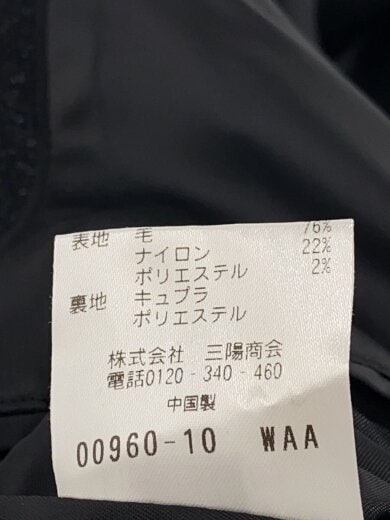 表地 毛 76%
ナイロン 22%
ポリエステル 2%
裏地 キュプラ
ポリエステル
株式会社 三陽商会
電話0120-340-460
中国製
00960-10 WAA